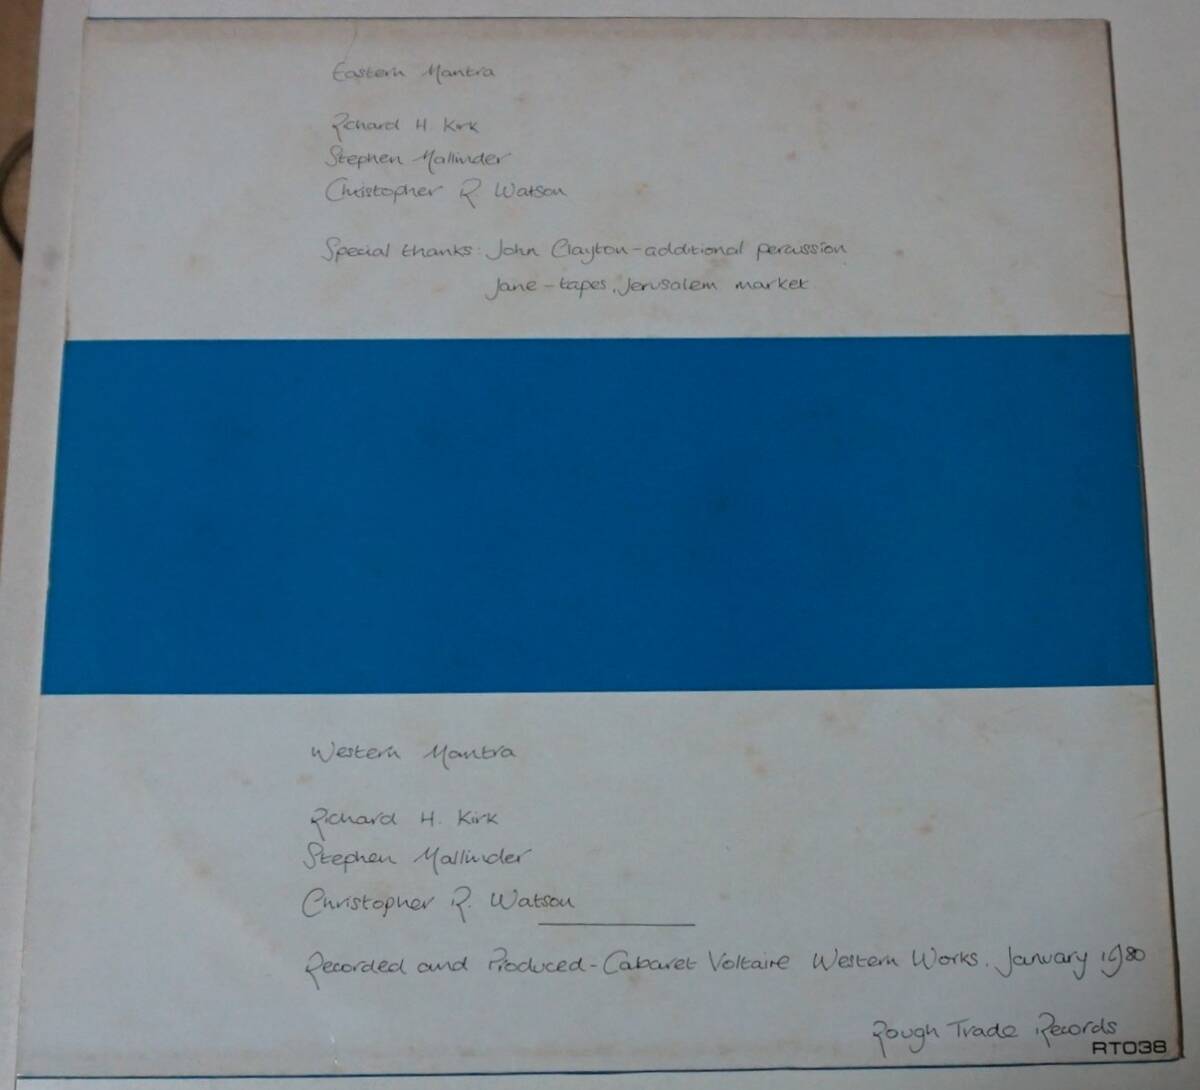 Eastern Mantra
Richard H. Kirk
Stephen Mallinder
Christopher R. Watson
Special thanks: John Clayton - additional percussion
Jane - tapes, Jerusalem market
Western Mantra
Richard H. Kirk
Stephen Mallinder
Christopher R. Watson
Recorded and Produced - Cabaret Voltaire Western Works. January 1980
Rough Trade Records
RT038